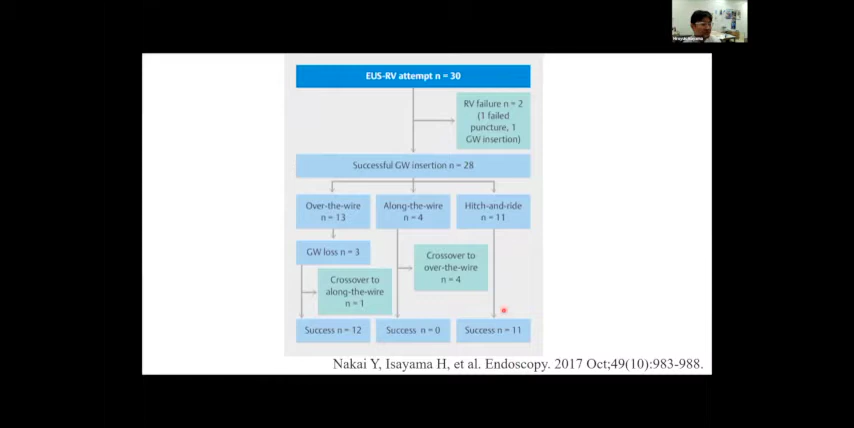 Hiroyuki Isayama
EUS-RV attempt n = 30
RV failure n = 2
(1 failed
puncture, 1
GW insertion)
Successful GW insertion n = 28
Over-the-wire
n = 13
Along-the-wire
n = 4
Hitch-and-ride
n = 11
GW loss n = 3
Crossover to
over-the-wire
n = 4
Crossover to
along-the-wire
n = 1
Success n = 12
Success n = 0
Success n = 11
Nakai Y, Isayama H, et al. Endoscopy. 2017 Oct;49(10):983-988.